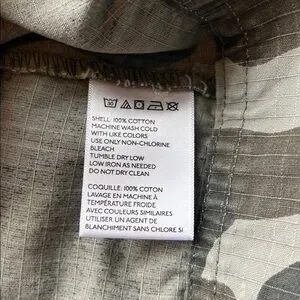 SHELL: 100% COTTON
MACHINE WASH COLD
WITH LIKE COLORS
USE ONLY NON-CHLORINE
BLEACH
TUMBLE DRY LOW
LOW IRON AS NEEDED
DO NOT DRY CLEAN
COQUILLE: 100% COTON
LAVAGE EN MACHINE À
TEMPÉRATURE FROIDE
AVEC COULEURS SIMILAIRES
UTILISER UN AGENT DE
BLANCHIMENT SANS CHLORE SI